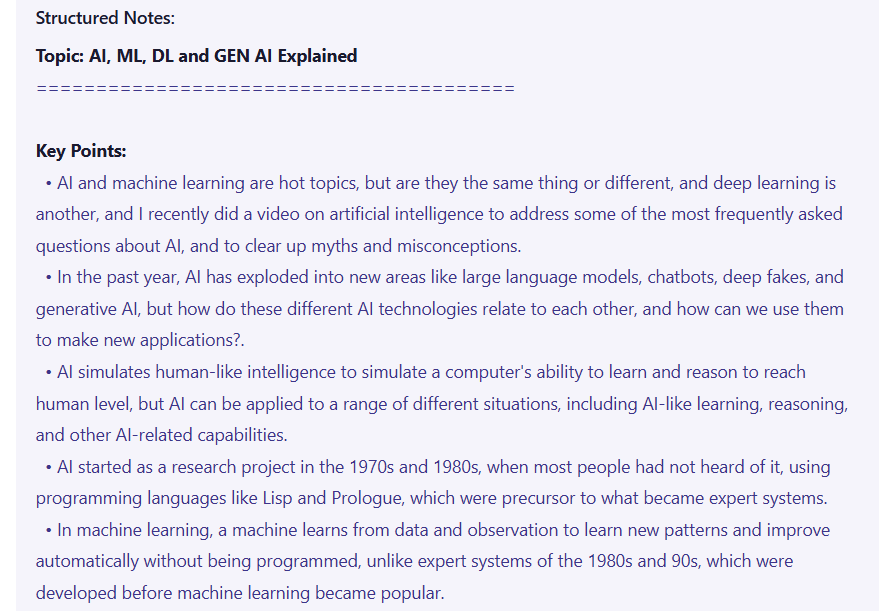 Structured Notes:
Topic: AI, ML, DL and GEN AI Explained
========================================
Key Points:
• AI and machine learning are hot topics, but are they the same thing or different, and deep learning is
another, and I recently did a video on artificial intelligence to address some of the most frequently asked
questions about AI, and to clear up myths and misconceptions.
• In the past year, AI has exploded into new areas like large language models, chatbots, deep fakes, and
generative AI, but how do these different AI technologies relate to each other, and how can we use them
to make new applications?.
• AI simulates human-like intelligence to simulate a computer's ability to learn and reason to reach
human level, but AI can be applied to a range of different situations, including AI-like learning, reasoning,
and other AI-related capabilities.
• AI started as a research project in the 1970s and 1980s, when most people had not heard of it, using
programming languages like Lisp and Prologue, which were precursor to what became expert systems.
• In machine learning, a machine learns from data and observation to learn new patterns and improve
automatically without being programmed, unlike expert systems of the 1980s and 90s, which were
developed before machine learning became popular.